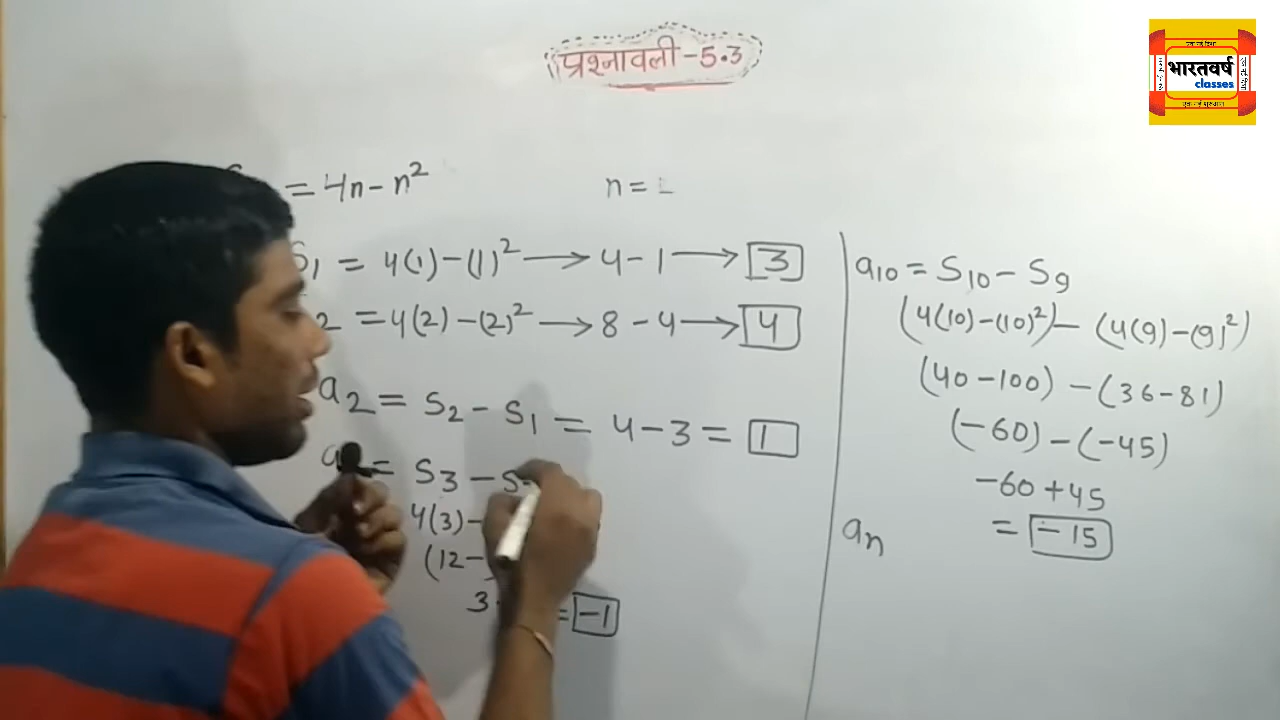 प्रश्नावली-5.3
भारतवर्ष
classes
= 4n - n²
n =
S₁ = 4(1) - (1)² → 4 - 1 → 3
2 = 4(2) - (2)² → 8 - 4 → 4
a₂ = S₂ - S₁ = 4 - 3 = 1
a = S₃ - S
4(3) -
(12 -
3
= -1
a₁₀ = S₁₀ - S₉
(4(10) - (10)²) - (4(9) - (9)²)
(40 - 100) - (36 - 81)
(-60) - (-45)
-60 + 45
= -15
aₙ